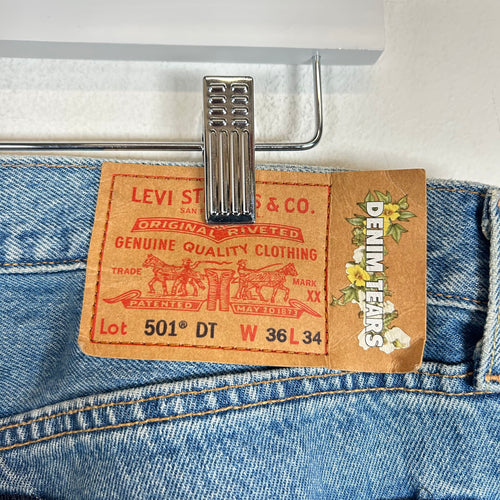 LEVI ST S & CO.
SAN
ORIGINAL RIVETED
GENUINE QUALITY CLOTHING
TRADE MARK
XX
PATENTED MAY 20 1873
Lot 501® DT W 36 L 34
DENIM TEARS